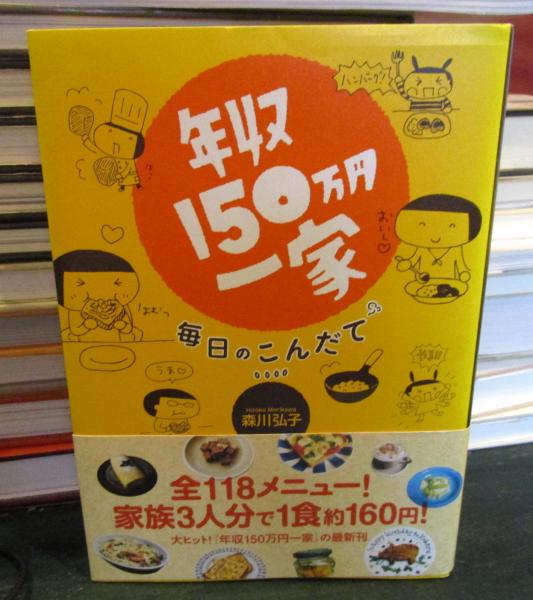 ハンバーグ!
年収
150万円
一家
おいし♡
はむっ
毎日のこんだて
うま♡
Hiroko Morikawa
森川弘子
全118メニュー!
家族3人分で1食約160円!
大ヒット!『年収150万円一家』の最新刊